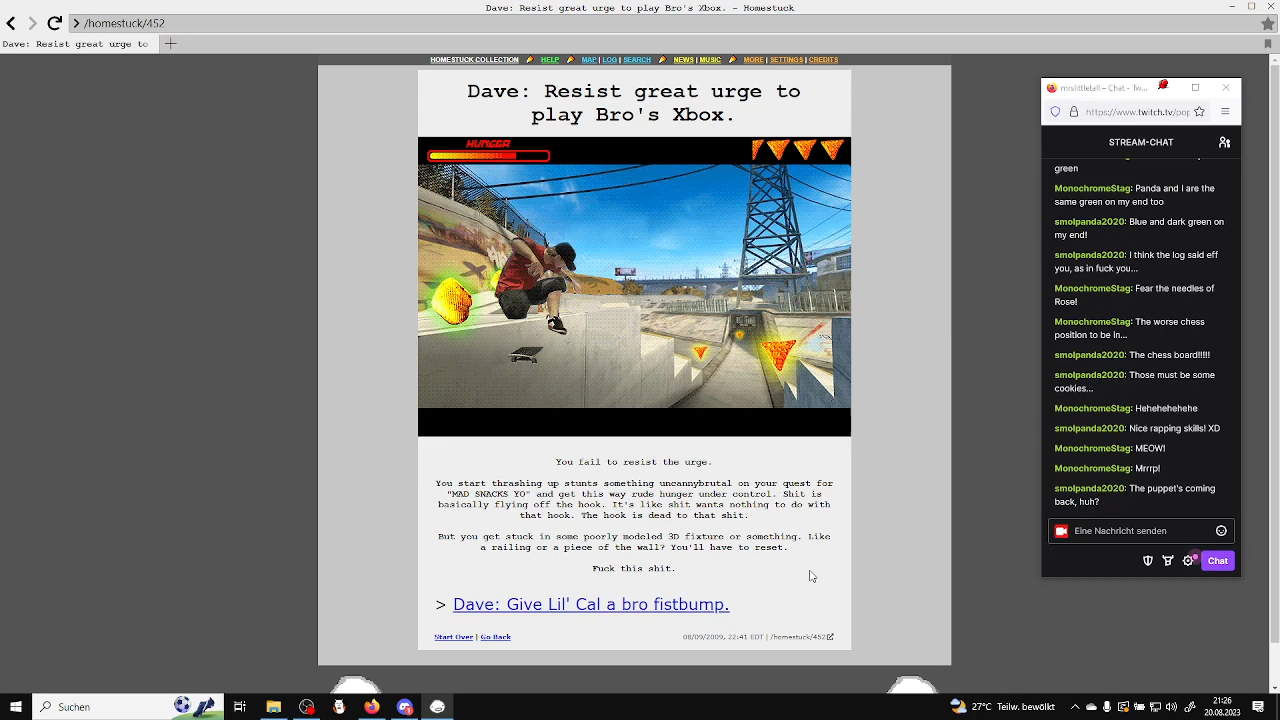 Dave: Resist great urge to play Bro's Xbox. - Homestuck
/homestuck/452
Dave: Resist great urge to
HOMESTUCK COLLECTION HELP MAP | LOG | SEARCH NEWS | MUSIC MORE | SETTINGS | CREDITS
Dave: Resist great urge to
play Bro's Xbox.
HUNGER
You fail to resist the urge.
You start thrashing up stunts something uncannybrutal on your quest for
"MAD SNACKS YO" and get this way rude hunger under control. Shit is
basically flying off the hook. It's like shit wants nothing to do with
that hook. The hook is dead to that shit.
But you get stuck in some poorly modeled 3D fixture or something. Like
a railing or a piece of the wall? You'll have to reset.
Fuck this shit.
> Dave: Give Lil' Cal a bro fistbump.
Start Over | Go Back
08/09/2009, 22:41 EDT | /homestuck/452
mrslittletall – Chat - Tw...
https://www.twitch.tv/pop
STREAM-CHAT
green
MonochromeStag: Panda and I are the
same green on my end too
smolpanda2020: Blue and dark green on
my end!
smolpanda2020: I think the log said eff
you, as in fuck you...
MonochromeStag: Fear the needles of
Rose!
MonochromeStag: The worse chess
position to be in...
smolpanda2020: The chess board!!!!!
smolpanda2020: Those must be some
cookies...
MonochromeStag: Hehehehehehe
smolpanda2020: Nice rapping skills! XD
MonochromeStag: MEOW!
MonochromeStag: Mrrrp!
smolpanda2020: The puppet's coming
back, huh?
Eine Nachricht senden
Chat
Suchen
27°C Teilw. bewölkt
21:26
20.08.2023